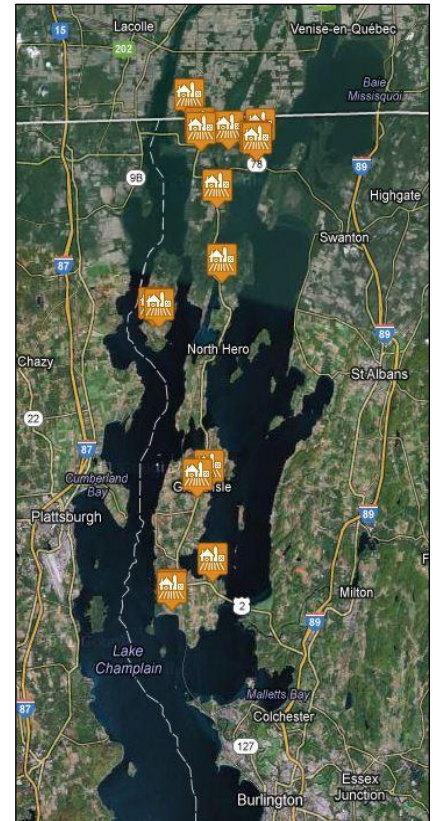 15
Lacolle
Venise-en-Québec
202
Baie
Missisquoi
9B
78
89
Highgate
Swanton
87
89
North Hero
Chazy
St Albans
22
87
Cumberland
Bay
Isle
Plattsburgh
89
2
Milton
89
Lake
Champlain
Malletts Bay
87
Colchester
127
Essex
Junction
Burlington